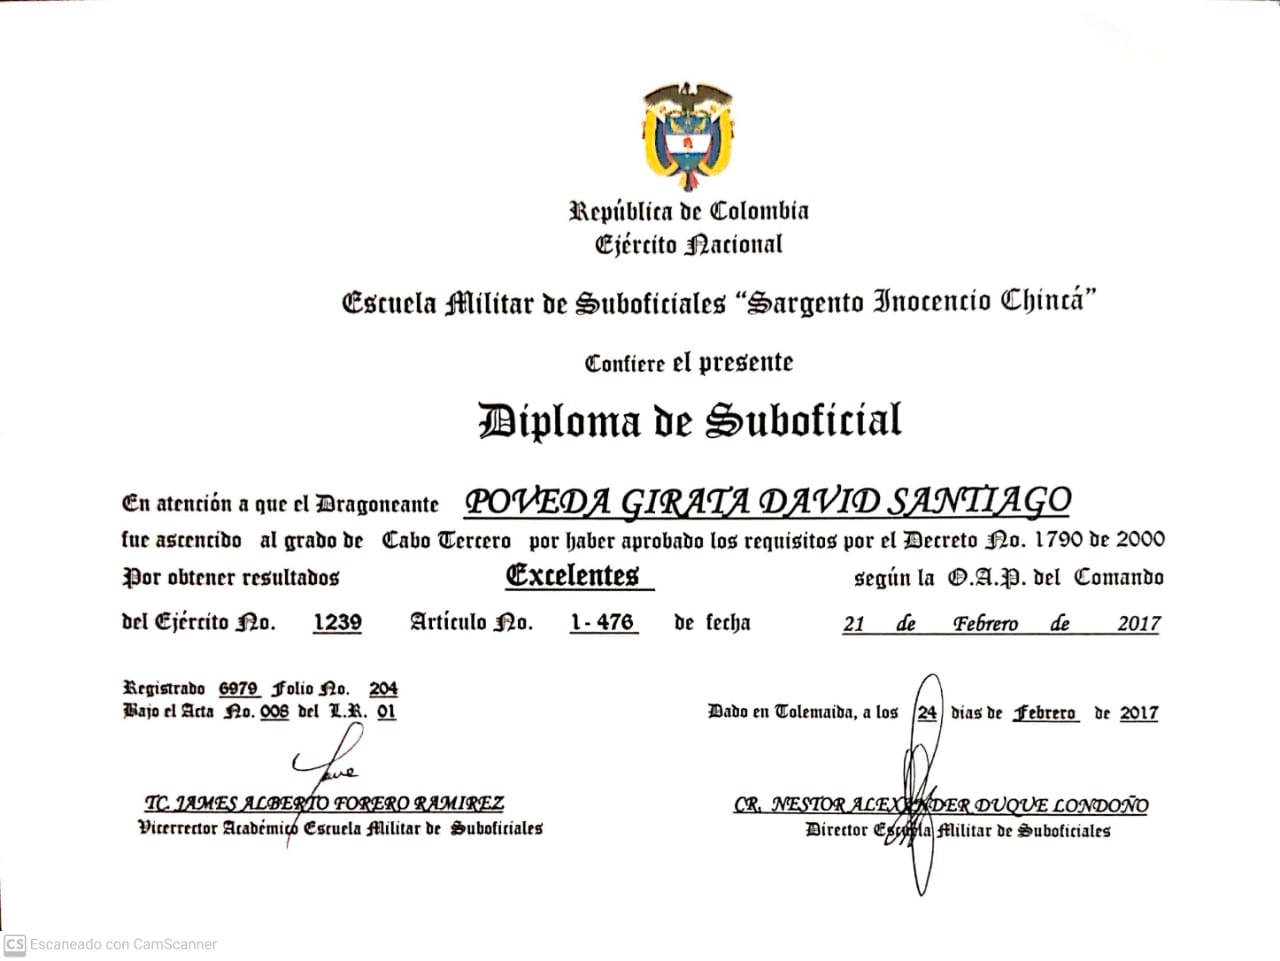 República de Colombia
Ejército Nacional
Escuela Militar de Suboficiales “Sargento Inocencio Chincá”
Confiere el presente
Diploma de Suboficial
En atención a que el Dragoneante POVEDA GIRATA DAVID SANTIAGO
fue ascendido al grado de Cabo Tercero por haber aprobado los requisitos por el Decreto No. 1790 de 2000
Por obtener resultados Excelentes según la O.A.P. del Comando
del Ejército No. 1239 Artículo No. 1- 476 de fecha 21 de Febrero de 2017
Registrado 6979 Folio No. 204
Bajo el Acta No. 006 del L.R. 01
Dado en Tolemaida, a los 24 dias de Febrero de 2017
TC. JAMES ALBERTO FORERO RAMIREZ
Vicerrector Académico Escuela Militar de Suboficiales
CR. NESTOR ALEXANDER DUQUE LONDOÑO
Director Escuela Militar de Suboficiales
CS Escaneado con CamScanner